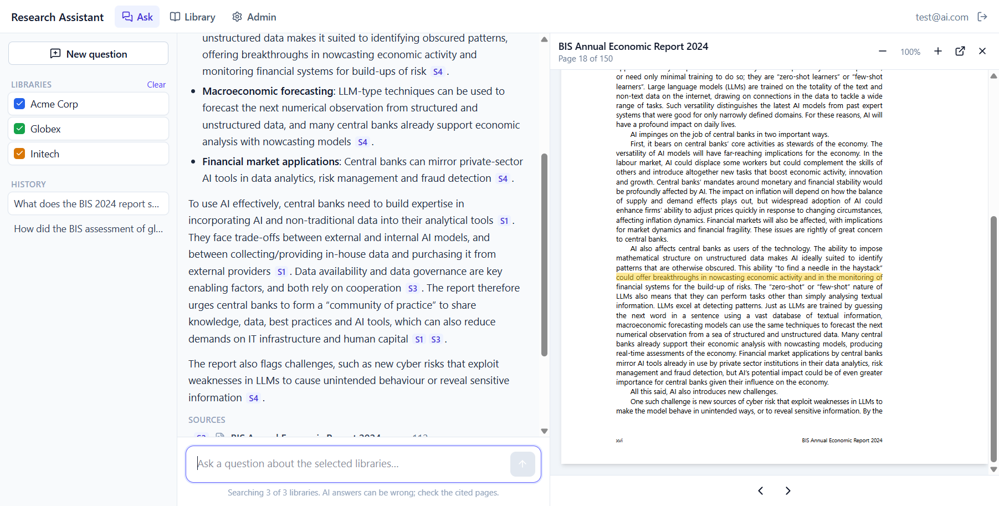 Research Assistant
Ask
Library
Admin
test@ai.com
New question
LIBRARIES
Clear
Acme Corp
Globex
Initech
HISTORY
What does the BIS 2024 report s...
How did the BIS assessment of gl...
unstructured data makes it suited to identifying obscured patterns,
offering breakthroughs in nowcasting economic activity and
monitoring financial systems for build-ups of risk S4 .
• Macroeconomic forecasting: LLM-type techniques can be used to
forecast the next numerical observation from structured and
unstructured data, and many central banks already support economic
analysis with nowcasting models S4 .
• Financial market applications: Central banks can mirror private-sector
AI tools in data analytics, risk management and fraud detection S4 .
To use AI effectively, central banks need to build expertise in
incorporating AI and non-traditional data into their analytical tools S1 .
They face trade-offs between external and internal AI models, and
between collecting/providing in-house data and purchasing it from
external providers S1 . Data availability and data governance are key
enabling factors, and both rely on cooperation S3 . The report therefore
urges central banks to form a “community of practice” to share
knowledge, data, best practices and AI tools, which can also reduce
demands on IT infrastructure and human capital S1 S3 .
The report also flags challenges, such as new cyber risks that exploit
weaknesses in LLMs to cause unintended behaviour or reveal sensitive
information S4 .
SOURCES
BIS Annual Economic Report 2024
Ask a question about the selected libraries...
Searching 3 of 3 libraries. AI answers can be wrong; check the cited pages.
BIS Annual Economic Report 2024
Page 18 of 150
100%
or need only minimal training to do so; they are “zero-shot learners” or “few-shot
learners”. Large language models (LLMs) are trained on the totality of the text and
non-text data on the internet, drawing on connections in the data to tackle a wide
range of tasks. Such versatility distinguishes the latest AI models from past expert
systems that were good for only narrowly defined domains. For these reasons, AI will
have a profound impact on daily lives.
AI impinges on the job of central banks in two important ways.
First, it bears on central banks’ core activities as stewards of the economy. The
versatility of AI models will have far-reaching implications for the economy. In the
labour market, AI could displace some workers but could complement the skills of
others and introduce altogether new tasks that boost economic activity, innovation
and growth. Central banks’ mandates around monetary and financial stability would
be profoundly affected by AI. The impact on inflation will depend on how the balance
of supply and demand effects plays out, but widespread adoption of AI could
enhance firms’ ability to adjust prices quickly in response to changing circumstances,
affecting inflation dynamics. Financial markets will also be affected, with implications
for market dynamics and financial fragility. These issues are rightly of great concern
to central banks.
AI also affects central banks as users of the technology. The ability to impose
mathematical structure on unstructured data makes AI ideally suited to identify
patterns that are otherwise obscured. This ability “to find a needle in the haystack”
could offer breakthroughs in nowcasting economic activity and in the monitoring of
financial systems for the build-up of risks. The “zero-shot” or “few-shot” nature of
LLMs also means that they can perform tasks other than simply analysing textual
information. LLMs excel at detecting patterns. Just as LLMs are trained by guessing
the next word in a sentence using a vast database of textual information,
macroeconomic forecasting models can use the same techniques to forecast the next
numerical observation from a sea of structured and unstructured data. Many central
banks already support their economic analysis with nowcasting models, producing
real-time assessments of the economy. Financial market applications by central banks
mirror AI tools already in use by private sector institutions in their data analytics, risk
management and fraud detection, but AI’s potential impact could be of even greater
importance for central banks given their influence on the economy.
All this said, AI also introduces new challenges.
One such challenge is new sources of cyber risk that exploit weaknesses in LLMs to
make the model behave in unintended ways, or to reveal sensitive information. By the
xvi
BIS Annual Economic Report 2024